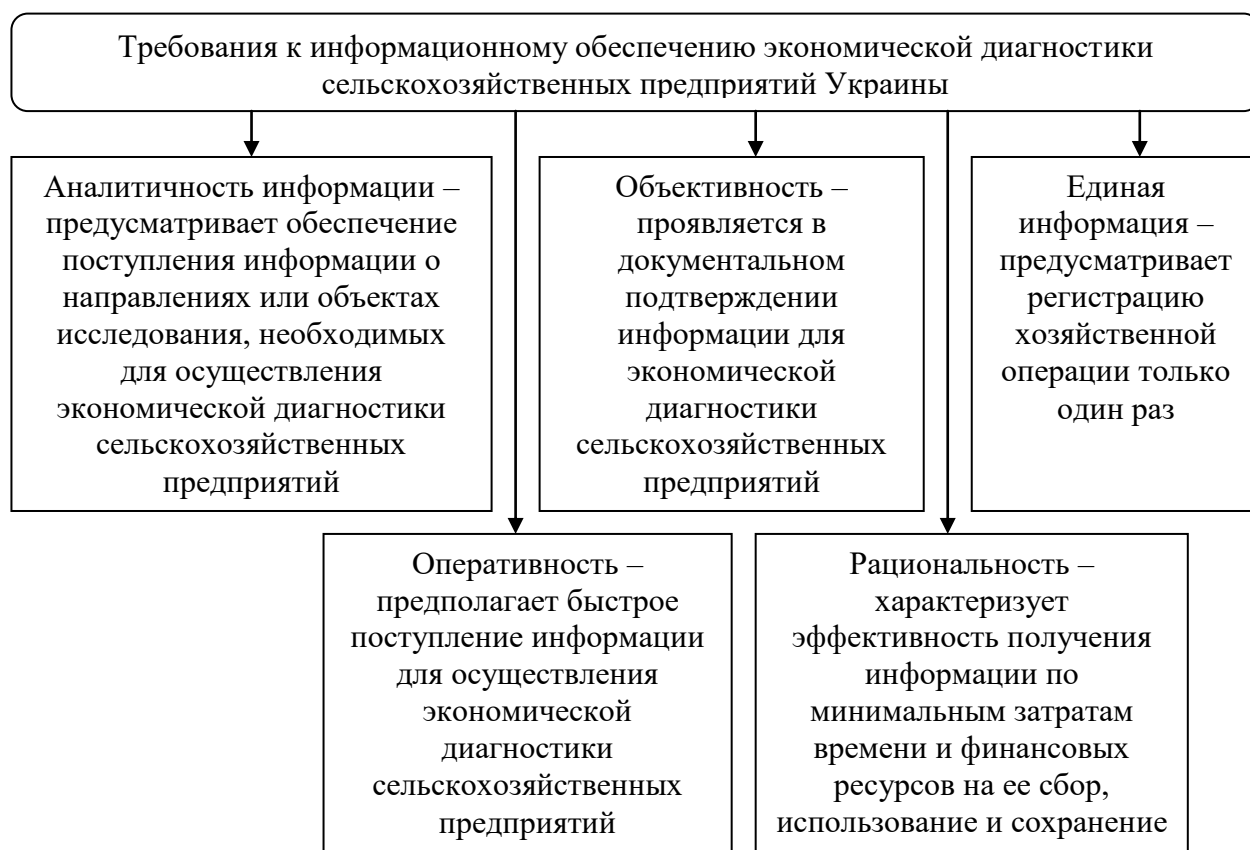 Требования к информационному обеспечению экономической диагностики
сельскохозяйственных предприятий Украины
Аналитичность информации –
предусматривает обеспечение
поступления информации о
направлениях или объектах
исследования, необходимых
для осуществления
экономической диагностики
сельскохозяйственных
предприятий
Объективность –
проявляется в
документальном
подтверждении
информации для
экономической
диагностики
сельскохозяйственных
предприятий
Единая
информация –
предусматривает
регистрацию
хозяйственной
операции только
один раз
Оперативность –
предполагает быстрое
поступление информации
для осуществления
экономической
диагностики
сельскохозяйственных
предприятий
Рациональность –
характеризует
эффективность получения
информации по
минимальным затратам
времени и финансовых
ресурсов на ее сбор,
использование и сохранение